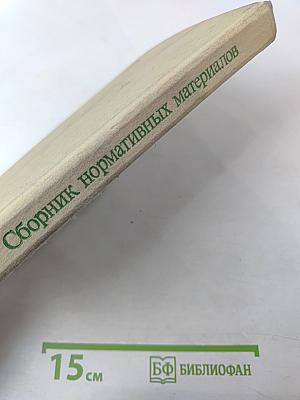 Сборник нормативных материалов
15 см
БФ БИБЛИОФАН